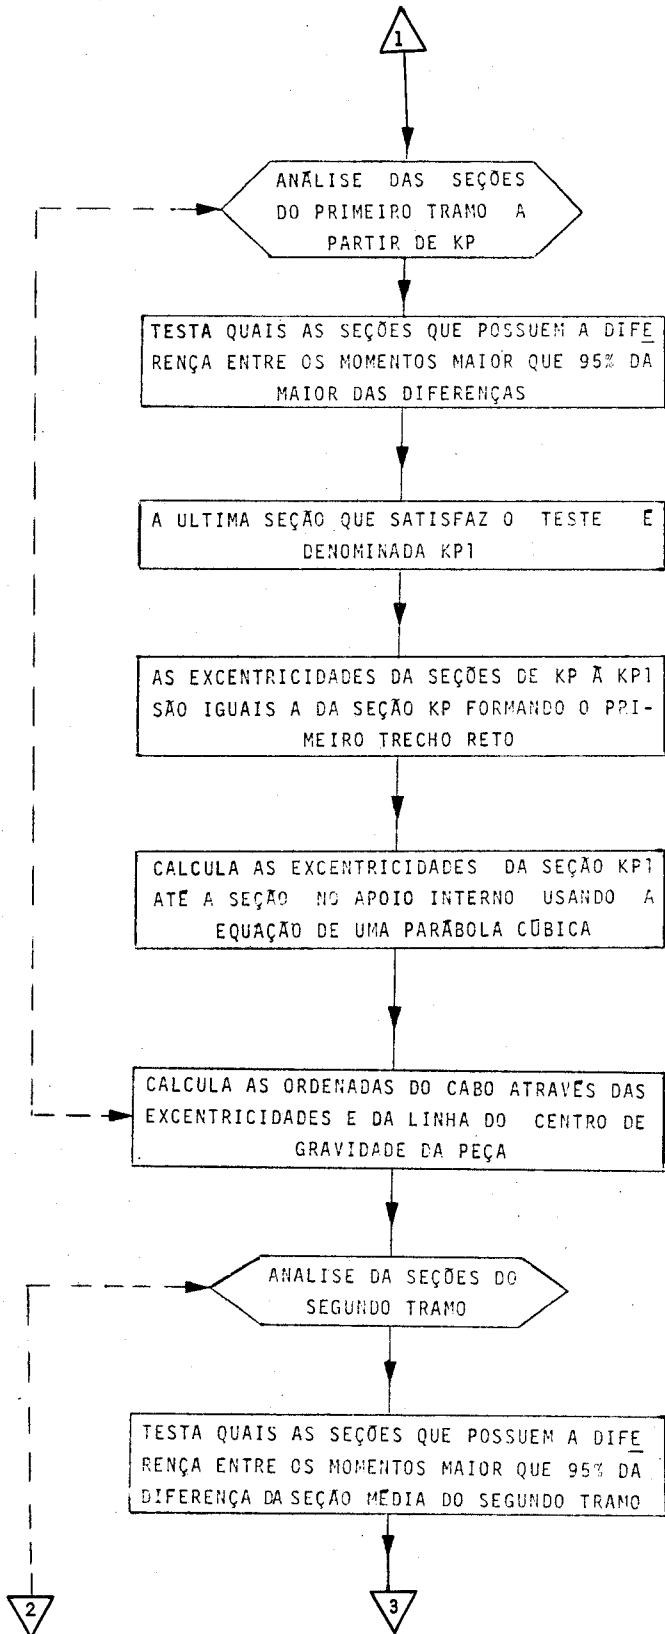 1
ANÁLISE DAS SEÇÕES
DO PRIMEIRO TRAMO A
PARTIR DE KP
TESTA QUAIS AS SEÇÕES QUE POSSUEM A DIFE
RENÇA ENTRE OS MOMENTOS MAIOR QUE 95% DA
MAIOR DAS DIFERENÇAS
A ULTIMA SEÇÃO QUE SATISFAZ O TESTE É
DENOMINADA KP1
AS EXCENTRICIDADES DA SEÇÕES DE KP Ā KP1
SÃO IGUAIS A DA SEÇÃO KP FORMANDO O PRI-
MEIRO TRECHO RETO
CALCULA AS EXCENTRICIDADES DA SEÇÃO KP1
ATÉ A SEÇÃO NO APOIO INTERNO USANDO A
EQUAÇÃO DE UMA PARÁBOLA CÚBICA
CALCULA AS ORDENADAS DO CABO ATRAVÉS DAS
EXCENTRICIDADES E DA LINHA DO CENTRO DE
GRAVIDADE DA PEÇA
ANALISE DA SEÇÕES DO
SEGUNDO TRAMO
TESTA QUAIS AS SEÇÕES QUE POSSUEM A DIFE
RENÇA ENTRE OS MOMENTOS MAIOR QUE 95% DA
DIFERENÇA DA SEÇÃO MÉDIA DO SEGUNDO TRAMO
2
3